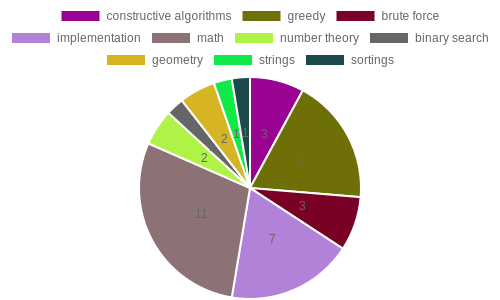 constructive algorithms greedy brute force
implementation math number theory binary search
geometry strings sortings
1 1 3
2
2
3
11
7